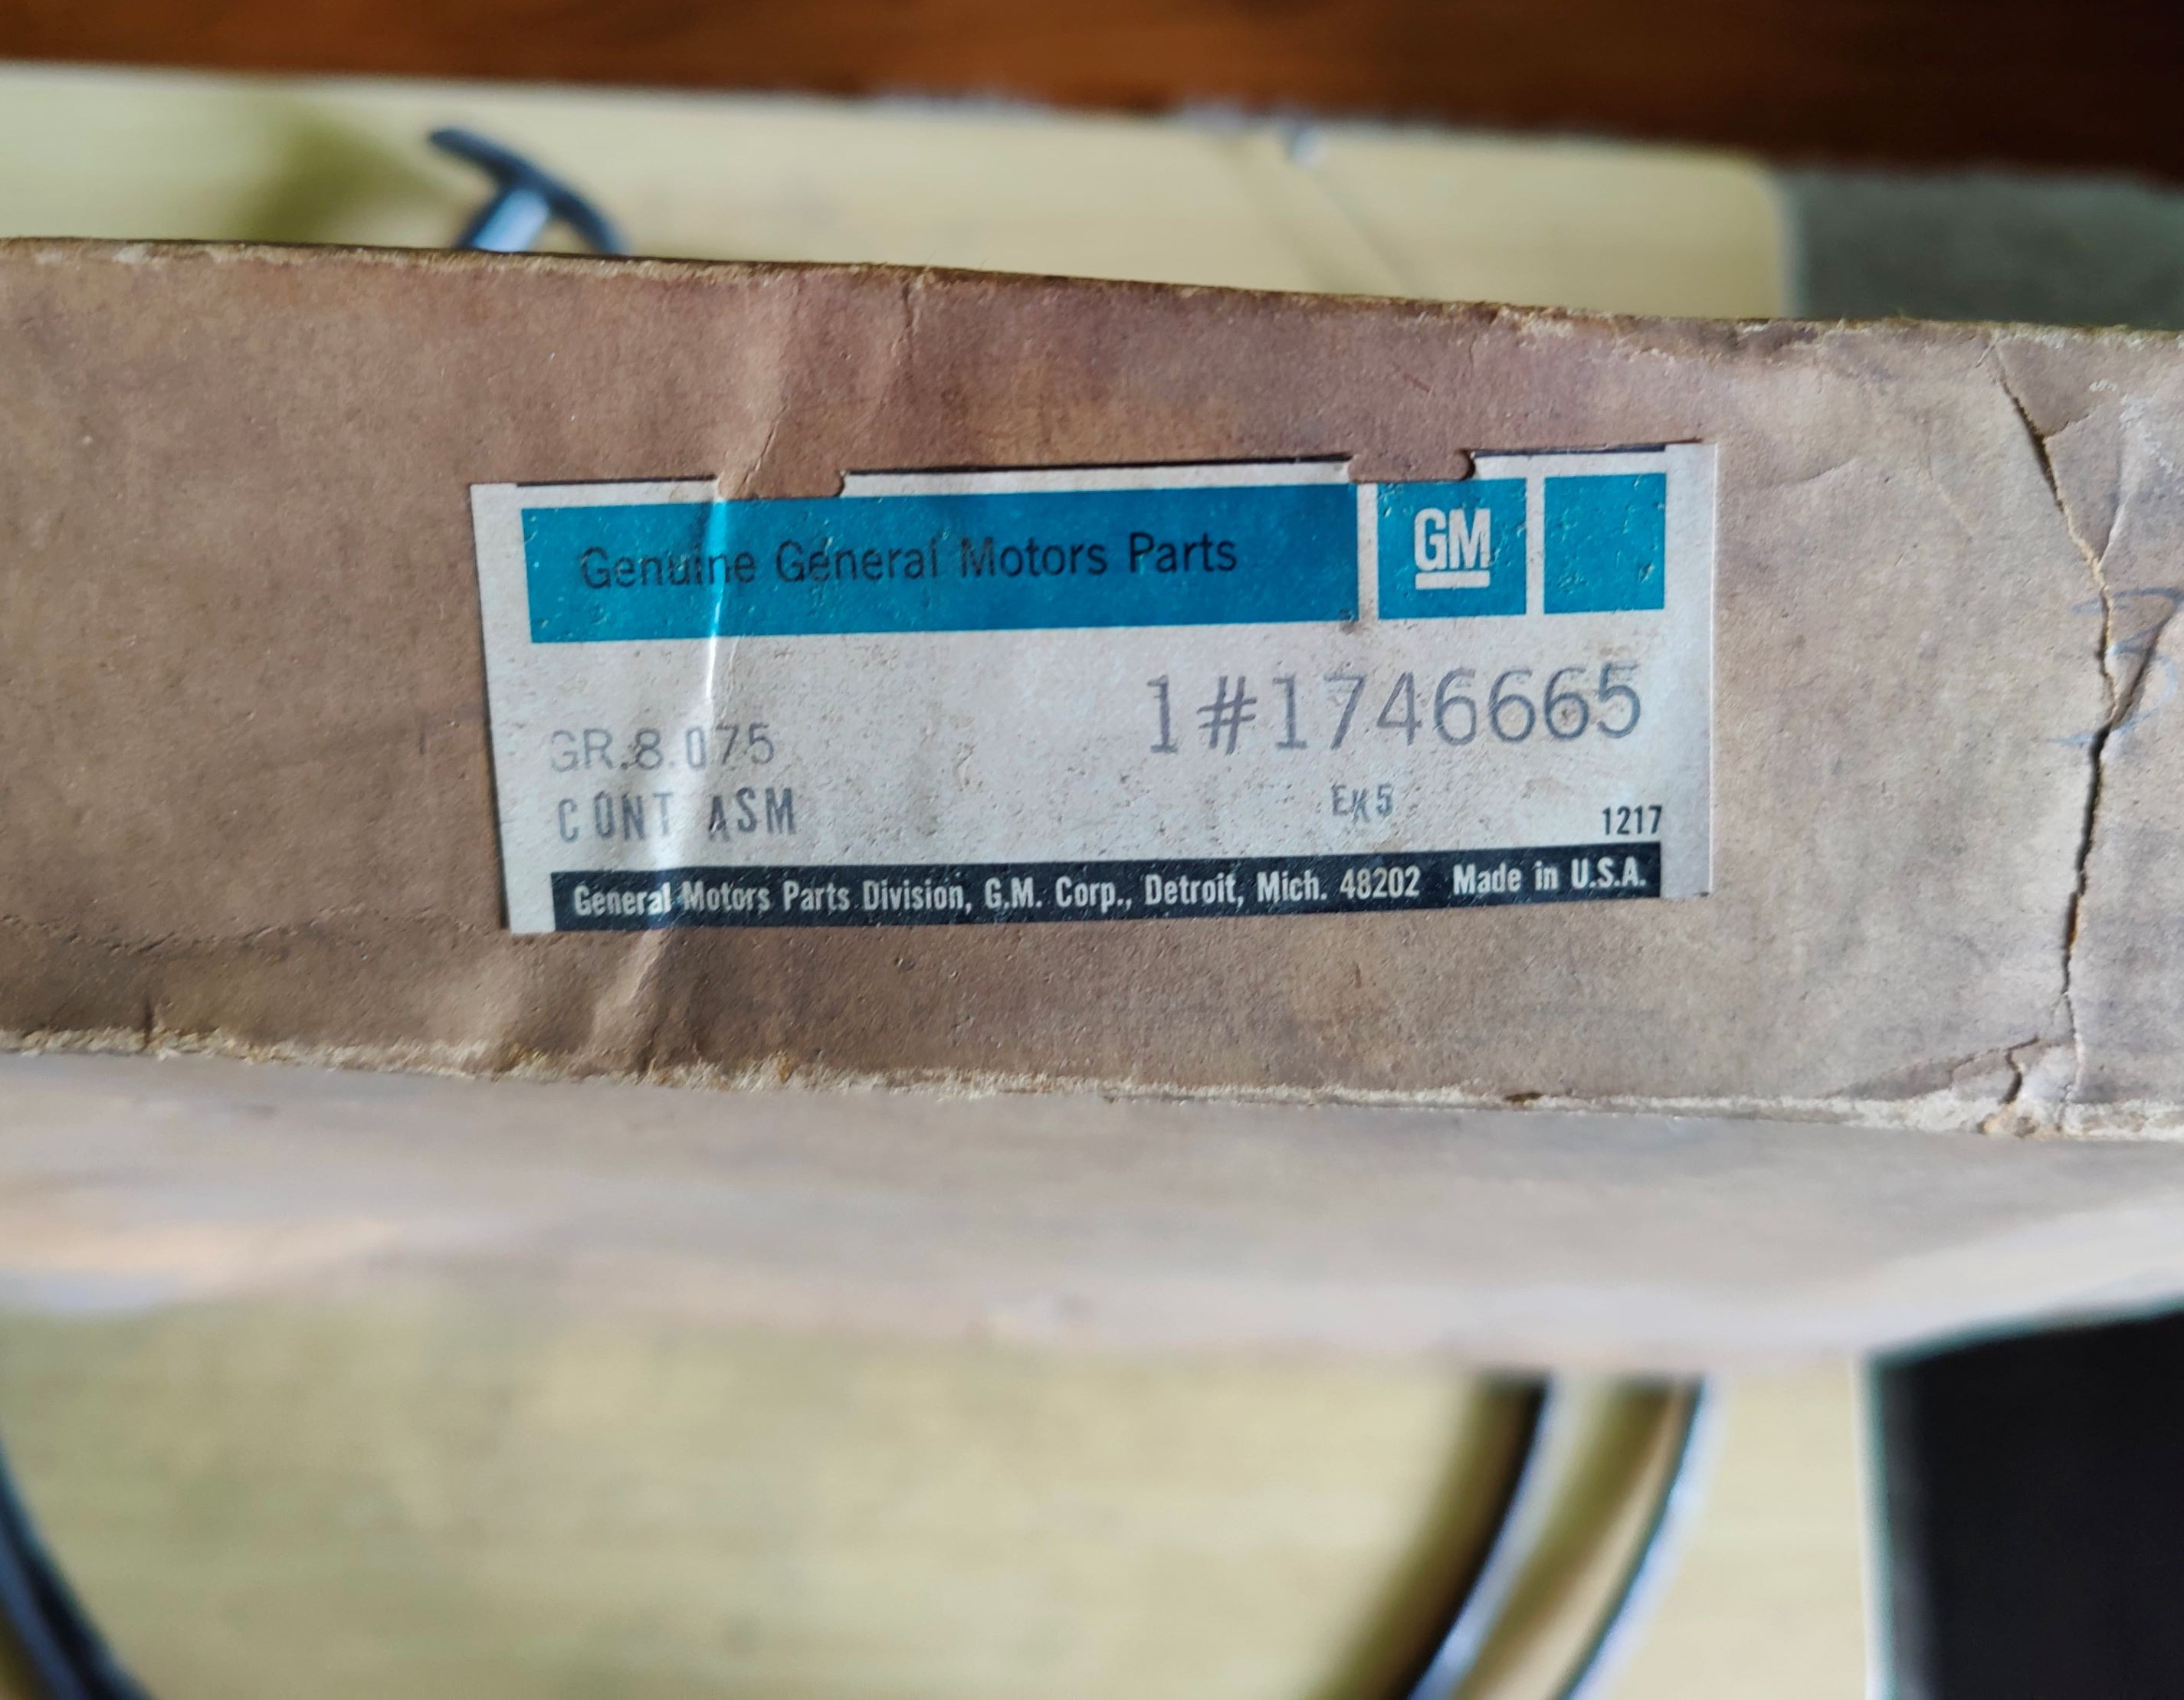 Genuine General Motors Parts
GM
1#1746665
GR.8.075
CONT ASM
EK5
1217
General Motors Parts Division, G.M. Corp., Detroit, Mich. 48202 Made in U.S.A.